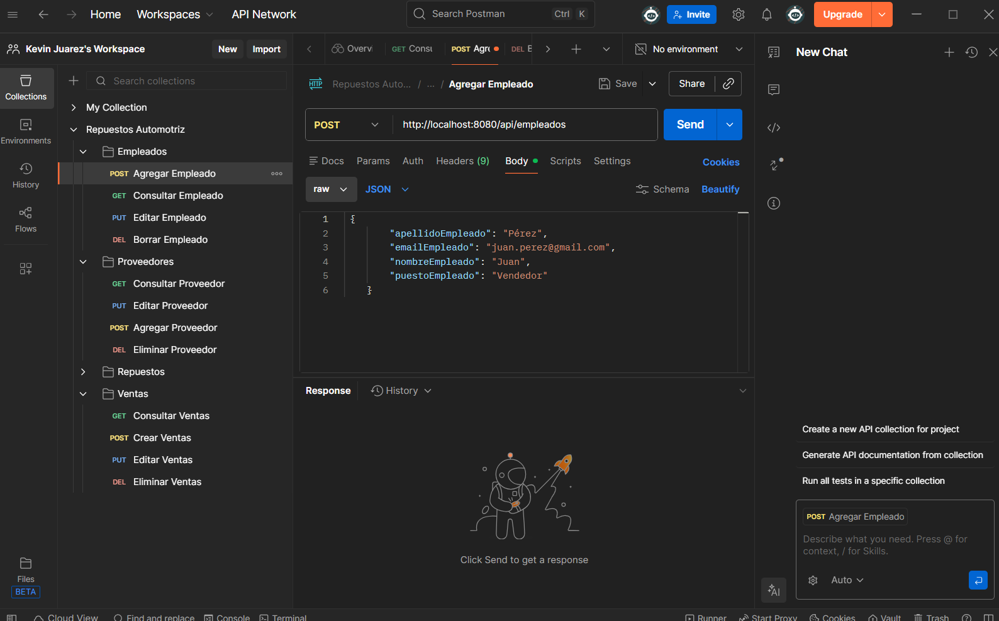 Home
Workspaces
API Network
Search Postman
Ctrl K
Invite
Upgrade
Kevin Juarez's Workspace
New
Import
Overv
GET Consu
POST Agre
DEL
No environment
New Chat
Collections
Environments
History
Flows
Files
BETA
Search collections
My Collection
Repuestos Automotriz
Empleados
POST Agregar Empleado
GET Consultar Empleado
PUT Editar Empleado
DEL Borrar Empleado
Proveedores
GET Consultar Proveedor
PUT Editar Proveedor
POST Agregar Proveedor
DEL Eliminar Proveedor
Repuestos
Ventas
GET Consultar Ventas
POST Crear Ventas
PUT Editar Ventas
DEL Eliminar Ventas
HTTP Repuestos Auto... / ... / Agregar Empleado
Save
Share
POST
http://localhost:8080/api/empleados
Send
Docs Params Auth Headers (9) Body Scripts Settings
Cookies
raw
JSON
Schema
Beautify
1 {
2 "apellidoEmpleado": "Pérez",
3 "emailEmpleado": "juan.perez@gmail.com",
4 "nombreEmpleado": "Juan",
5 "puestoEmpleado": "Vendedor"
6 }
Response
History
Click Send to get a response
Create a new API collection for project
Generate API documentation from collection
Run all tests in a specific collection
POST Agregar Empleado
Describe what you need. Press @ for
context, / for Skills.
Auto
AI
Cloud View
Find and replace
Console
Terminal
Runner
Start Proxy
Cookies
Vault
Trash